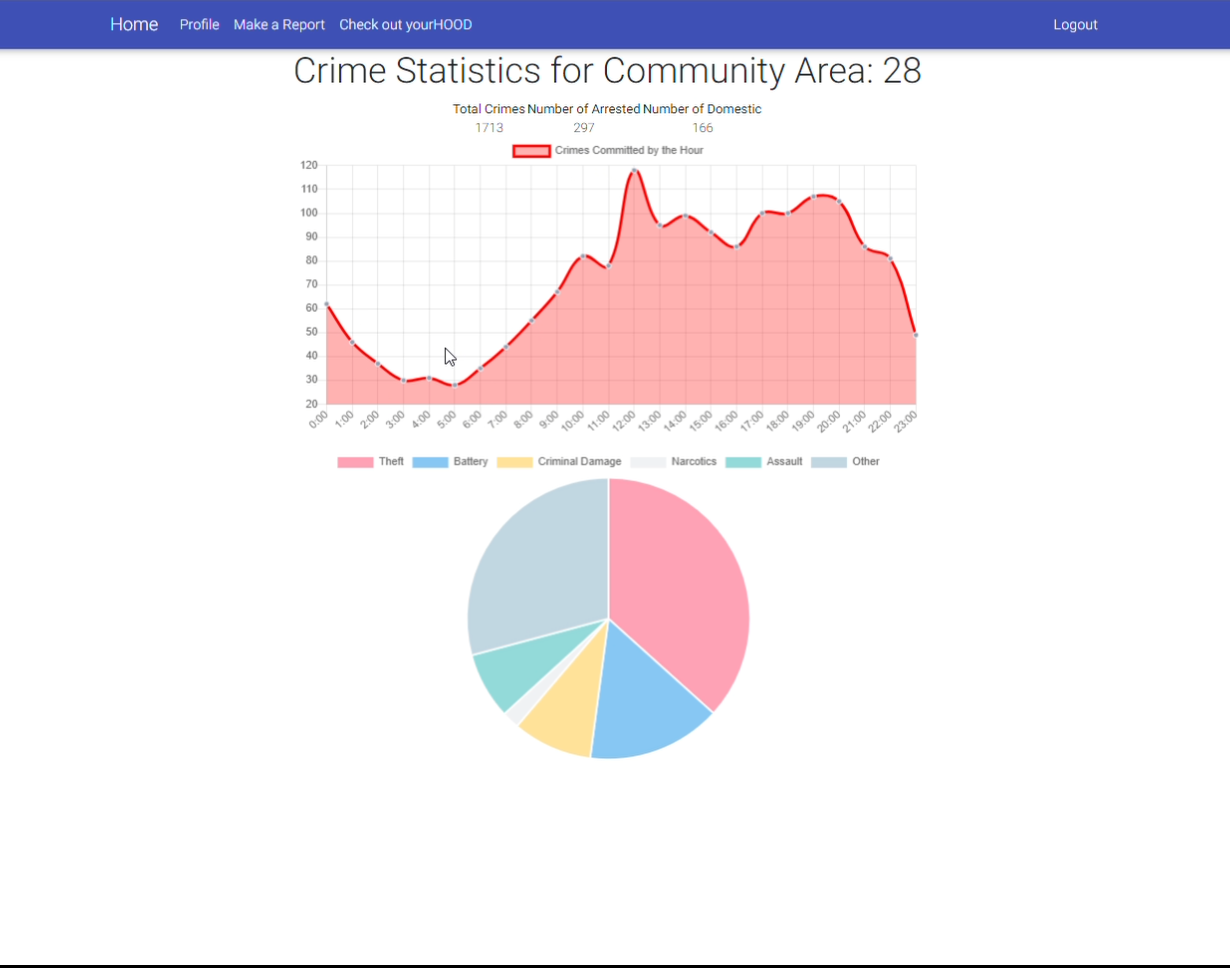 Home Profile Make a Report Check out yourHOOD Logout
Crime Statistics for Community Area: 28
Total Crimes Number of Arrested Number of Domestic
1713 297 166
Crimes Committed by the Hour
120
110
100
90
80
70
60
50
40
30
20
0:00 1:00 2:00 3:00 4:00 5:00 6:00 7:00 8:00 9:00 10:00 11:00 12:00 13:00 14:00 15:00 16:00 17:00 18:00 19:00 20:00 21:00 22:00 23:00
Theft Battery Criminal Damage Narcotics Assault Other